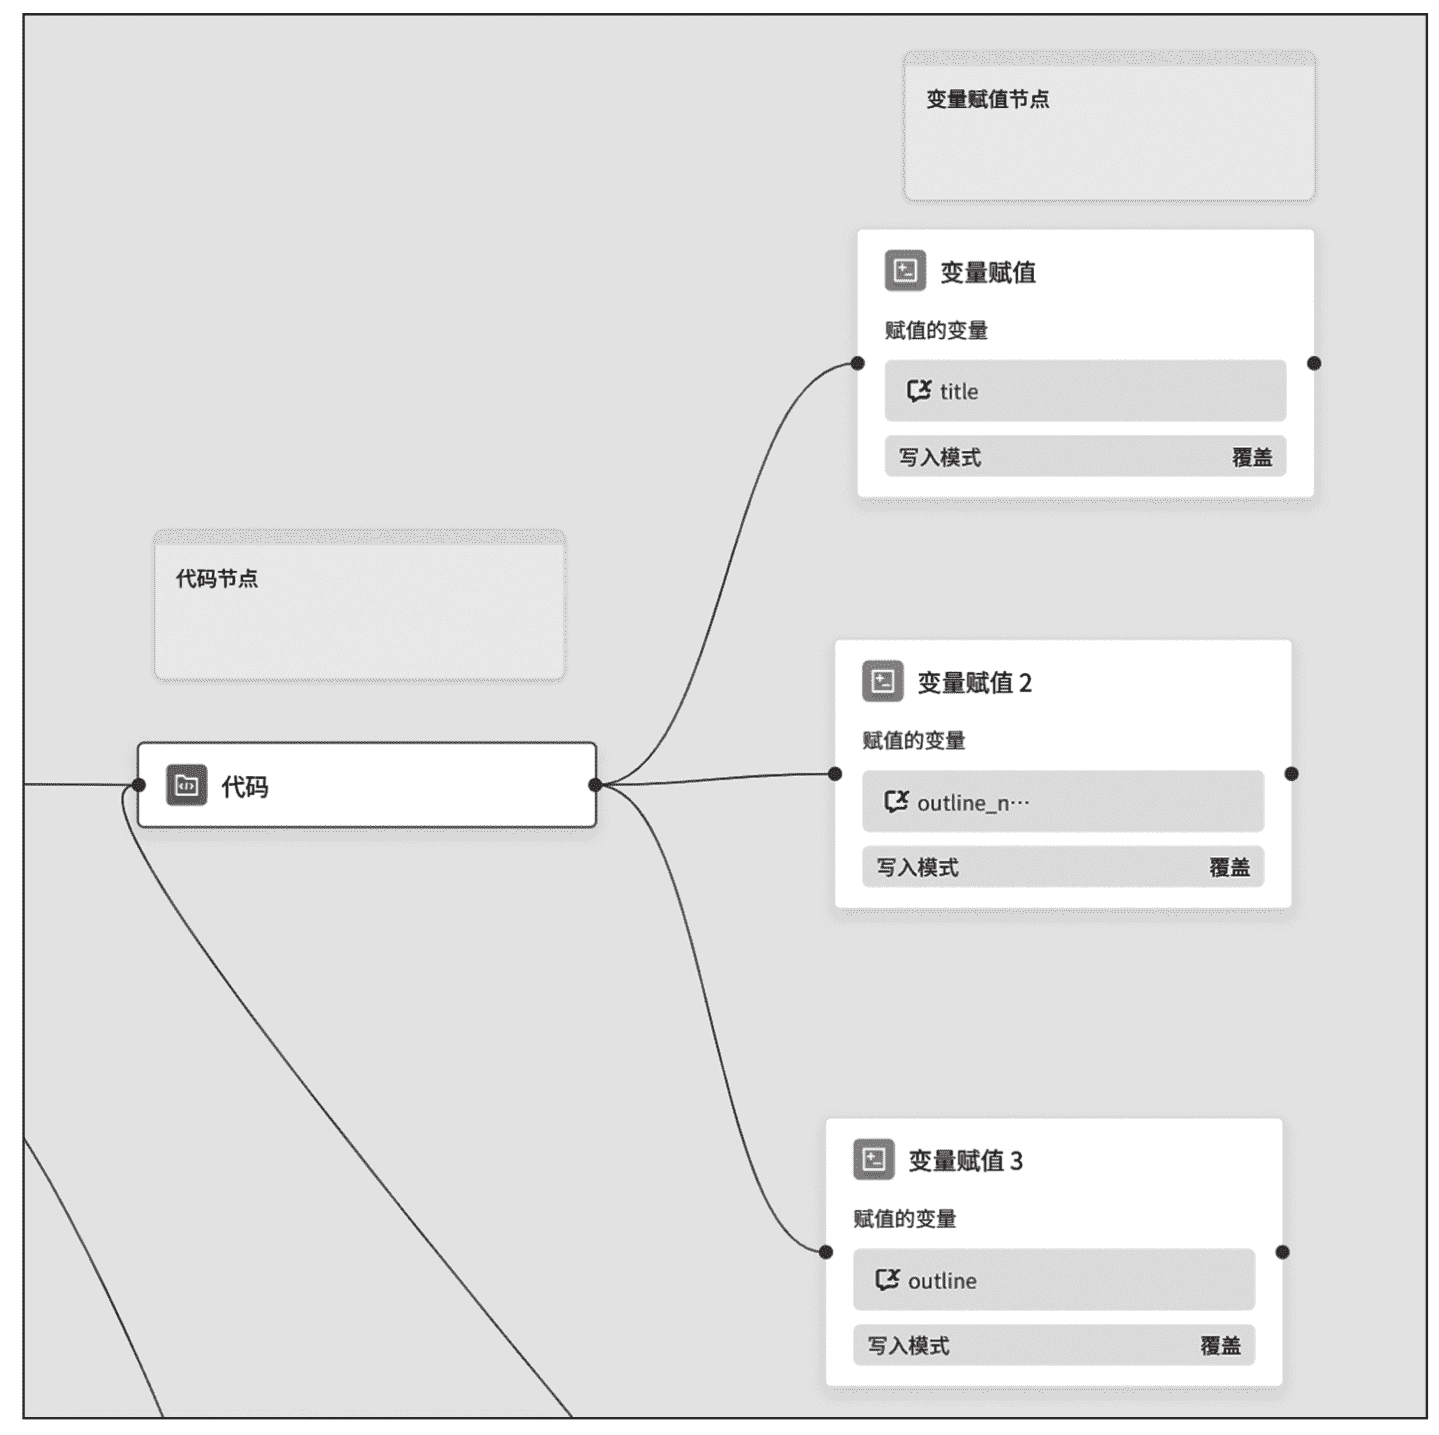 变量赋值节点
变量赋值
赋值的变量
title
写入模式 覆盖
代码节点
代码
变量赋值 2
赋值的变量
outline_n···
写入模式 覆盖
变量赋值 3
赋值的变量
outline
写入模式 覆盖